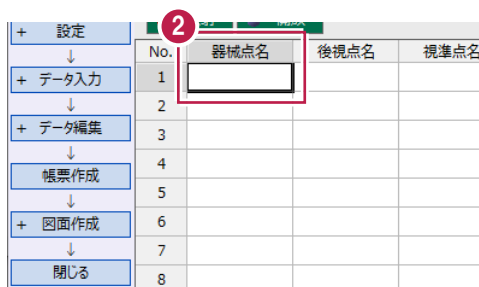 + 設定
↓
+ データ入力
↓
+ データ編集
↓
帳票作成
↓
+ 図面作成
↓
閉じる
2
No. 器械点名 後視点名 視準点名
1
2
3
4
5
6
7
8